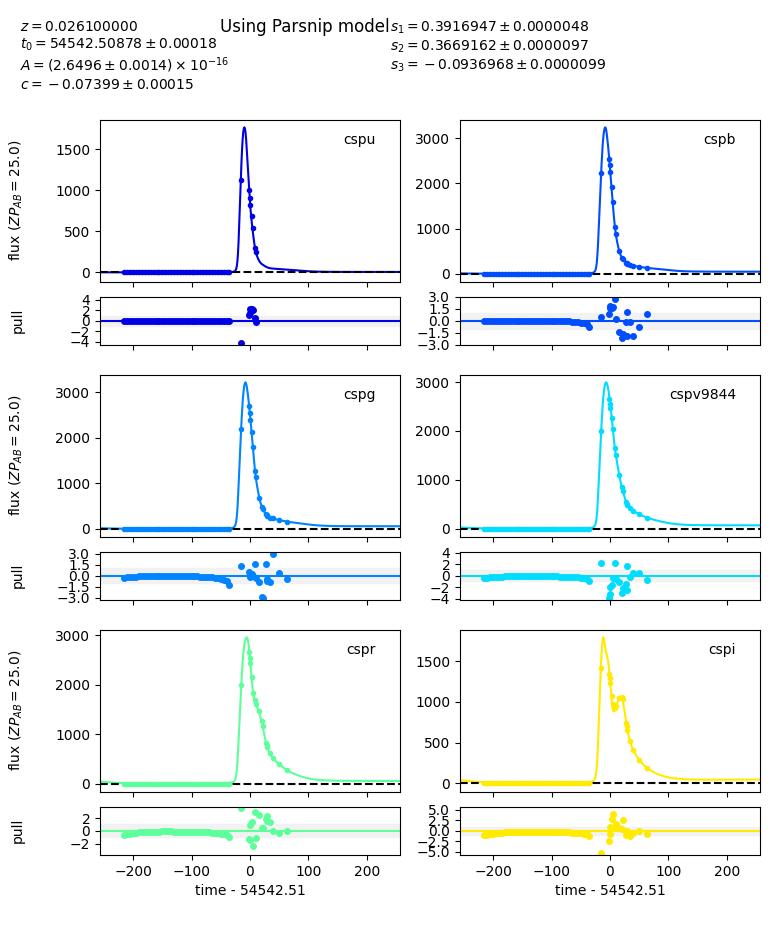 Using Parsnip model
z = 0.026100000
t₀ = 54542.50878 ± 0.00018
A = (2.6496 ± 0.0014) × 10⁻¹⁶
c = −0.07399 ± 0.00015
s₁ = 0.3916947 ± 0.0000048
s₂ = 0.3669162 ± 0.0000097
s₃ = −0.0936968 ± 0.0000099
flux (ZP_AB = 25.0)
1500
1000
500
0
cspu
3000
2000
1000
0
cspb
pull
4
2
0
−2
−4
3.0
1.5
0.0
−1.5
−3.0
flux (ZP_AB = 25.0)
3000
2000
1000
0
cspg
3000
2000
1000
0
cspv9844
pull
3.0
1.5
0.0
−1.5
−3.0
4
2
0
−2
−4
flux (ZP_AB = 25.0)
3000
2000
1000
0
cspr
1500
1000
500
0
cspi
pull
2
0
−2
5.0
2.5
0.0
−2.5
−5.0
−200 −100 0 100 200
−200 −100 0 100 200
time - 54542.51
time - 54542.51